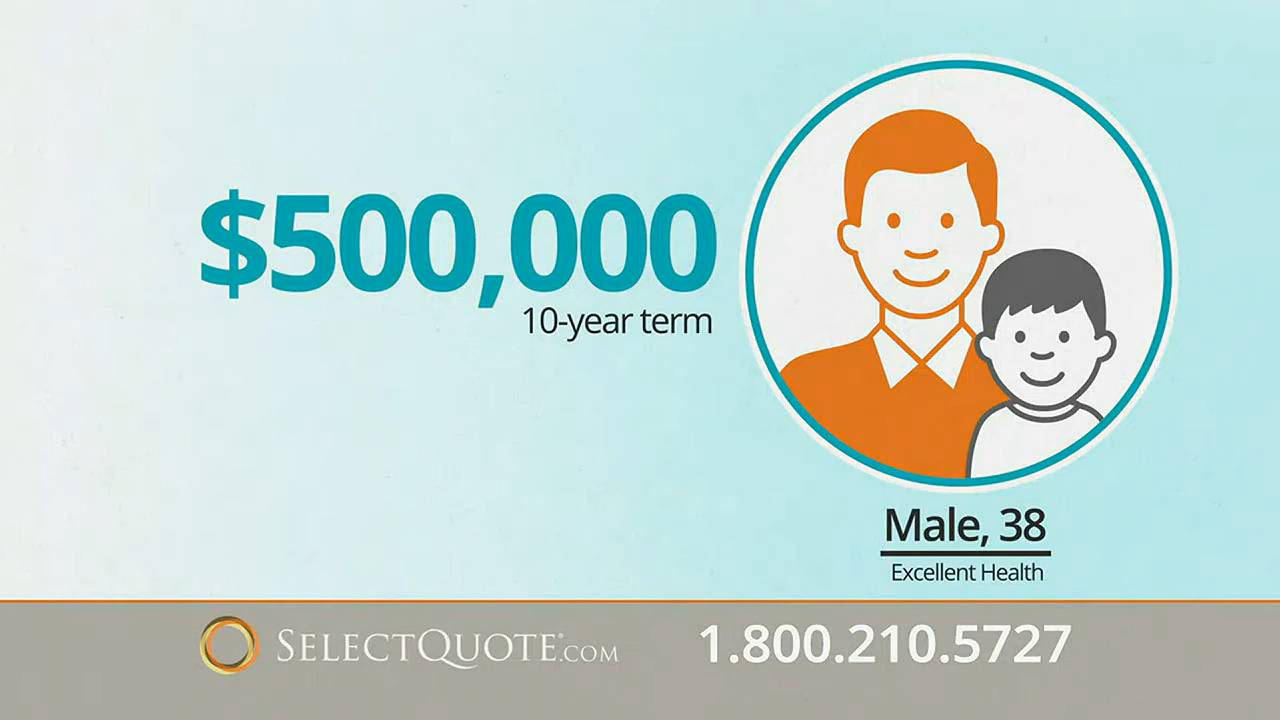 $500,000
10-year term
Male, 38
Excellent Health
SELECTQUOTE®.COM
1.800.210.5727